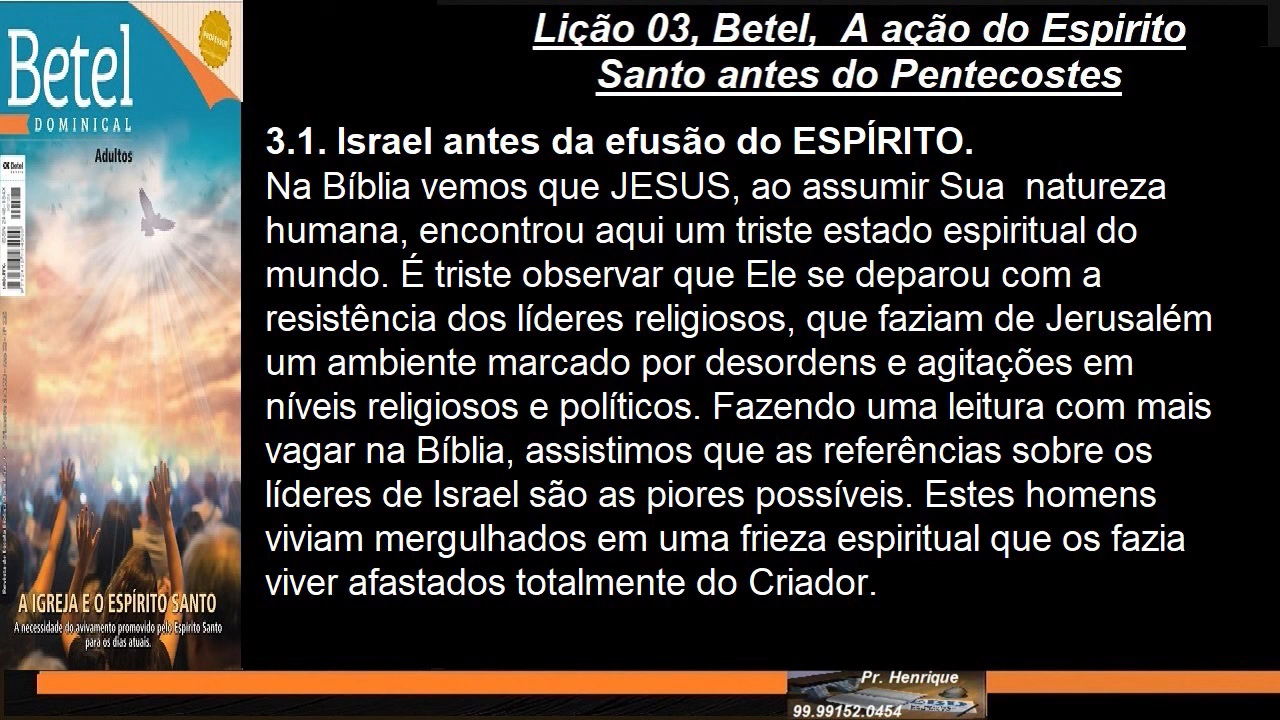 Betel
DOMINICAL
PROFESSOR
Adultos
Betel
A IGREJA E O ESPÍRITO SANTO
A necessidade do avivamento promovido pelo Espírito Santo
para os dias atuais.
Lição 03, Betel,  A ação do Espirito
Santo antes do Pentecostes
3.1. Israel antes da efusão do ESPÍRITO.
Na Bíblia vemos que JESUS, ao assumir Sua  natureza
humana, encontrou aqui um triste estado espiritual do
mundo. É triste observar que Ele se deparou com a
resistência dos líderes religiosos, que faziam de Jerusalém
um ambiente marcado por desordens e agitações em
níveis religiosos e políticos. Fazendo uma leitura com mais
vagar na Bíblia, assistimos que as referências sobre os
líderes de Israel são as piores possíveis. Estes homens
viviam mergulhados em uma frieza espiritual que os fazia
viver afastados totalmente do Criador.
Pr. Henrique
99.99152.0454